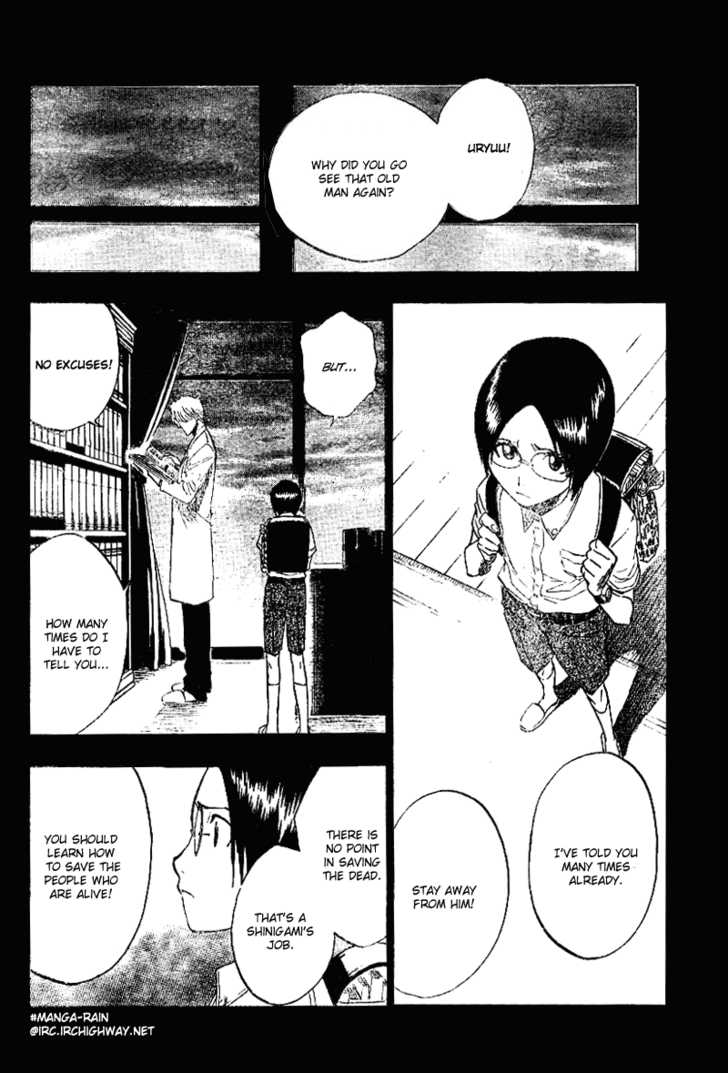 URYUU!
WHY DID YOU GO
SEE THAT OLD
MAN AGAIN?
I'VE TOLD YOU
MANY TIMES
ALREADY.
STAY AWAY
FROM HIM!
BUT...
NO EXCUSES!
HOW MANY
TIMES DO I
HAVE TO
TELL YOU...
THERE IS
NO POINT
IN SAVING
THE DEAD.
THAT'S A
SHINIGAMI'S
JOB.
YOU SHOULD
LEARN HOW
TO SAVE THE
PEOPLE WHO
ARE ALIVE!
#MANGA-RAIN
@IRC.IRCHIGHWAY.NET